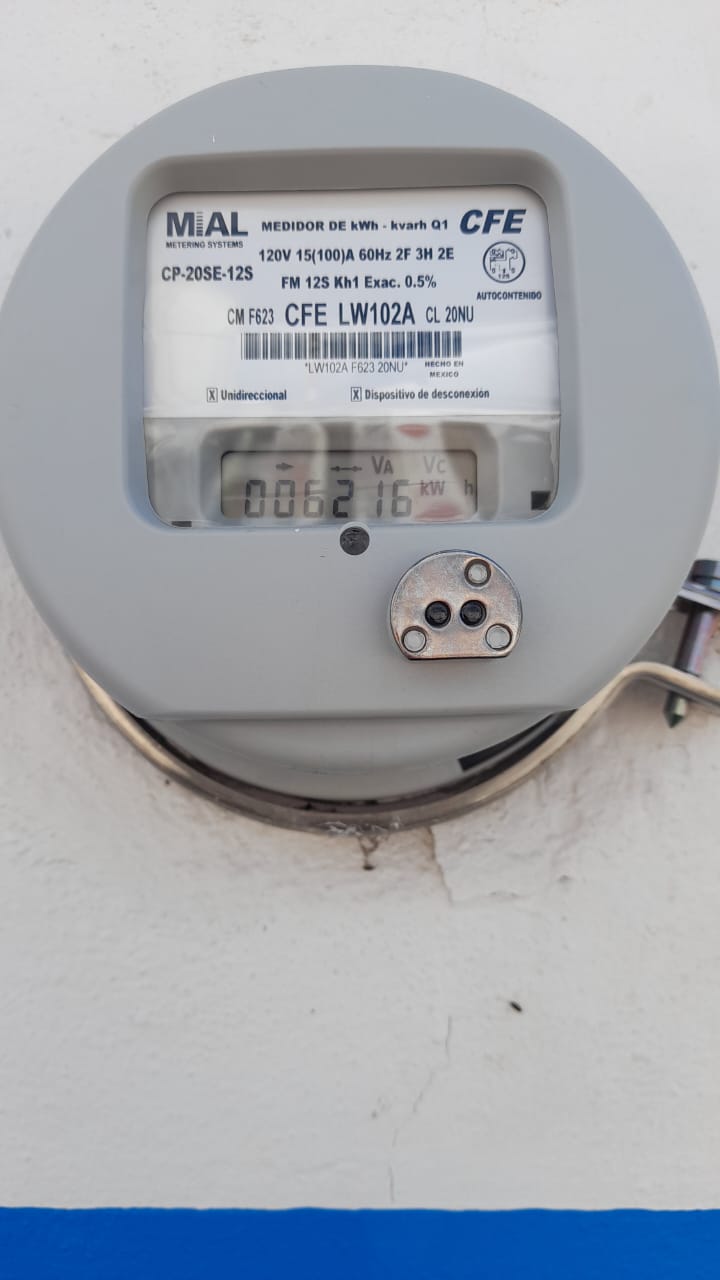 MIAL MEDIDOR DE kWh - kvarh Q1 CFE
METERING SYSTEMS
120V 15(100)A 60Hz 2F 3H 2E
CP-20SE-12S
FM 12S Kh1 Exac. 0.5%
12S
AUTOCONTENIDO
CM F623 CFE LW102A CL 20NU
*LW102A F623 20NU*
HECHO EN
MEXICO
X Unidireccional X Dispositivo de desconexión
VA VC
006216 kW h